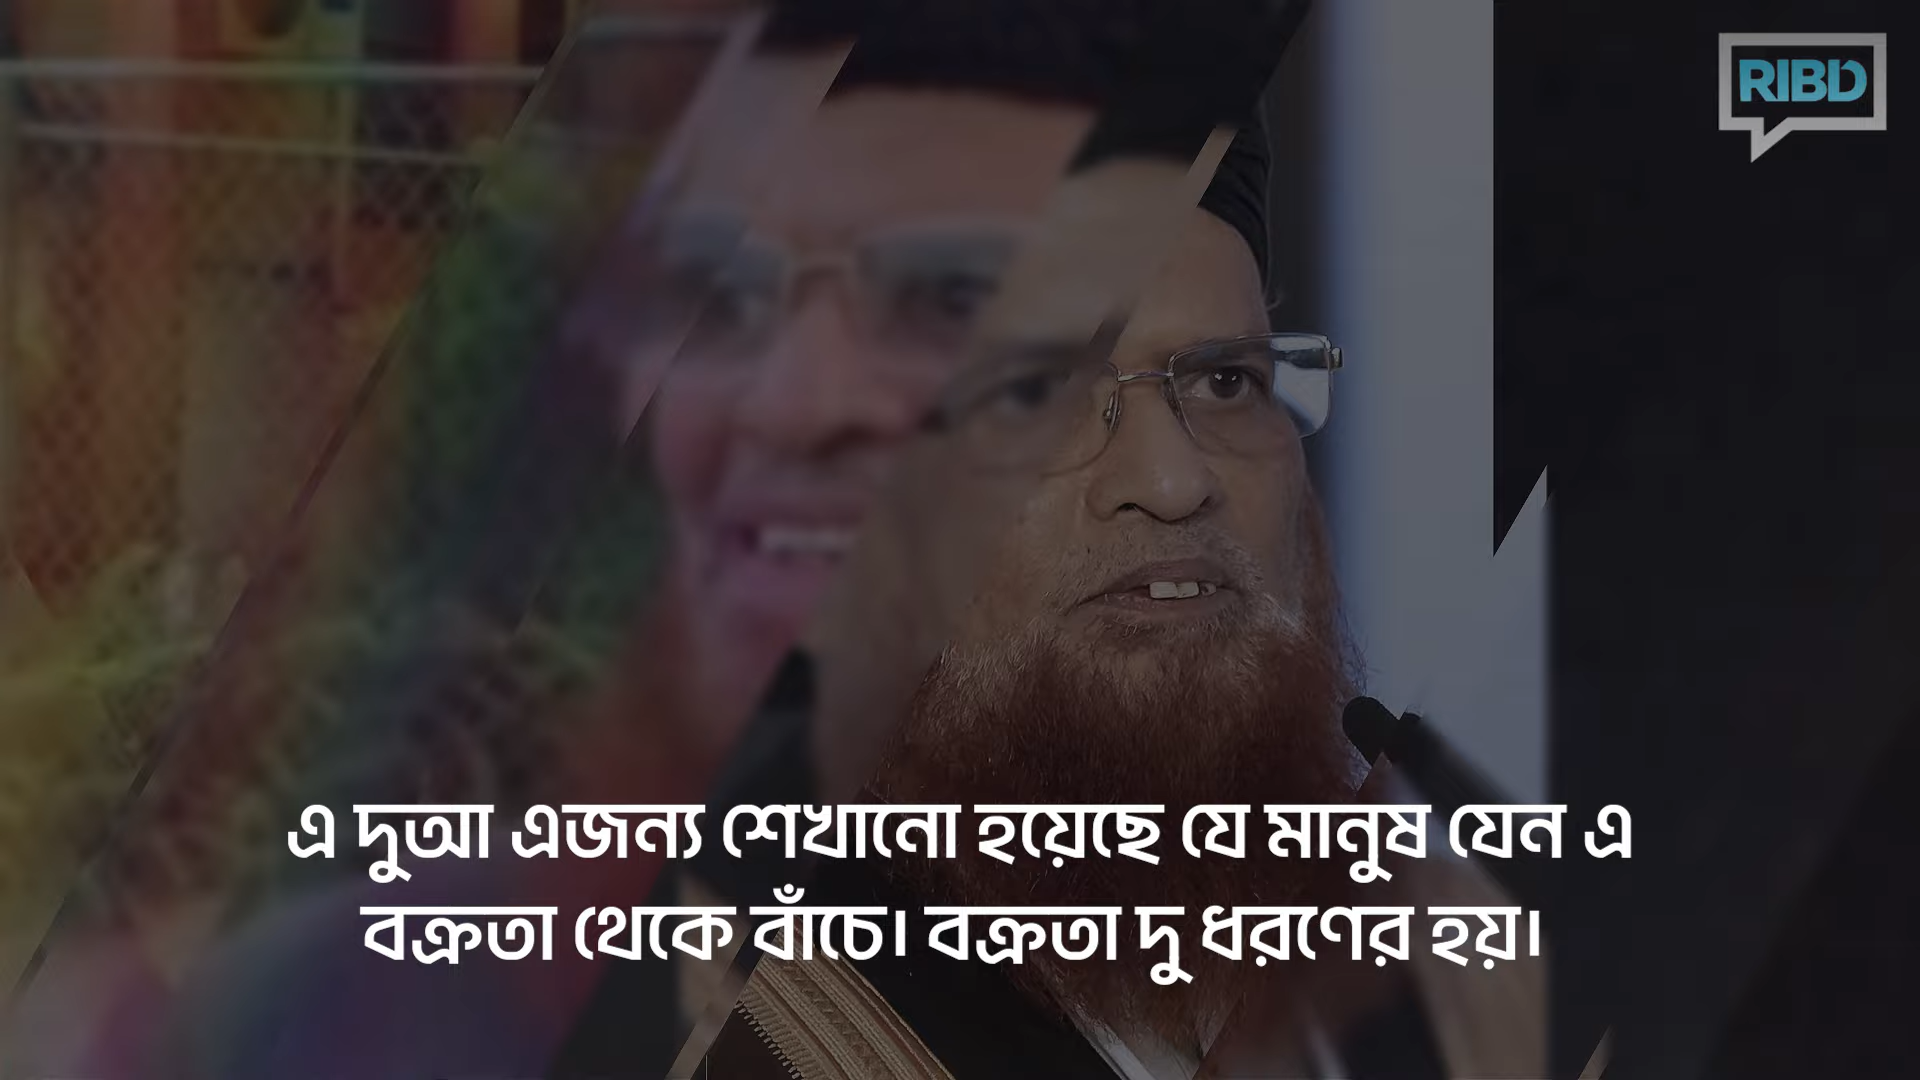 RIBD
এ দুআ এজন্য শেখানো হয়েছে যে মানুষ যেন এ
বক্রতা থেকে বাঁচে। বক্রতা দু ধরণের হয়।